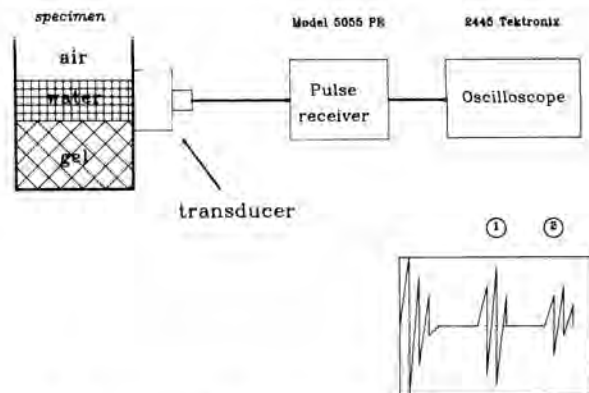 specimen
Model 5055 PR
2445 Tektronix
air
water
gel
Pulse
receiver
Oscilloscope
transducer
1
2